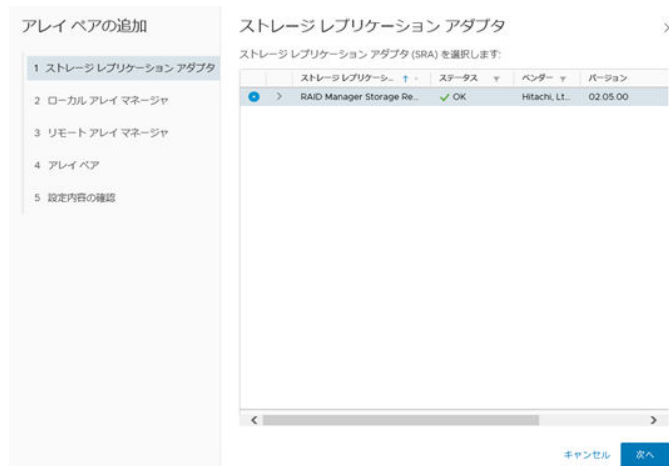 アレイ ペアの追加
1 ストレージ レプリケーション アダプタ
2 ローカル アレイ マネージャ
3 リモート アレイ マネージャ
4 アレイ ペア
5 設定内容の確認
ストレージ レプリケーション アダプタ
ストレージ レプリケーション アダプタ (SRA) を選択します:
ストレージ レプリケーシ... ステータス ベンダー バージョン
RAID Manager Storage Re... OK Hitachi, Lt... 02.05.00
キャンセル 次へ